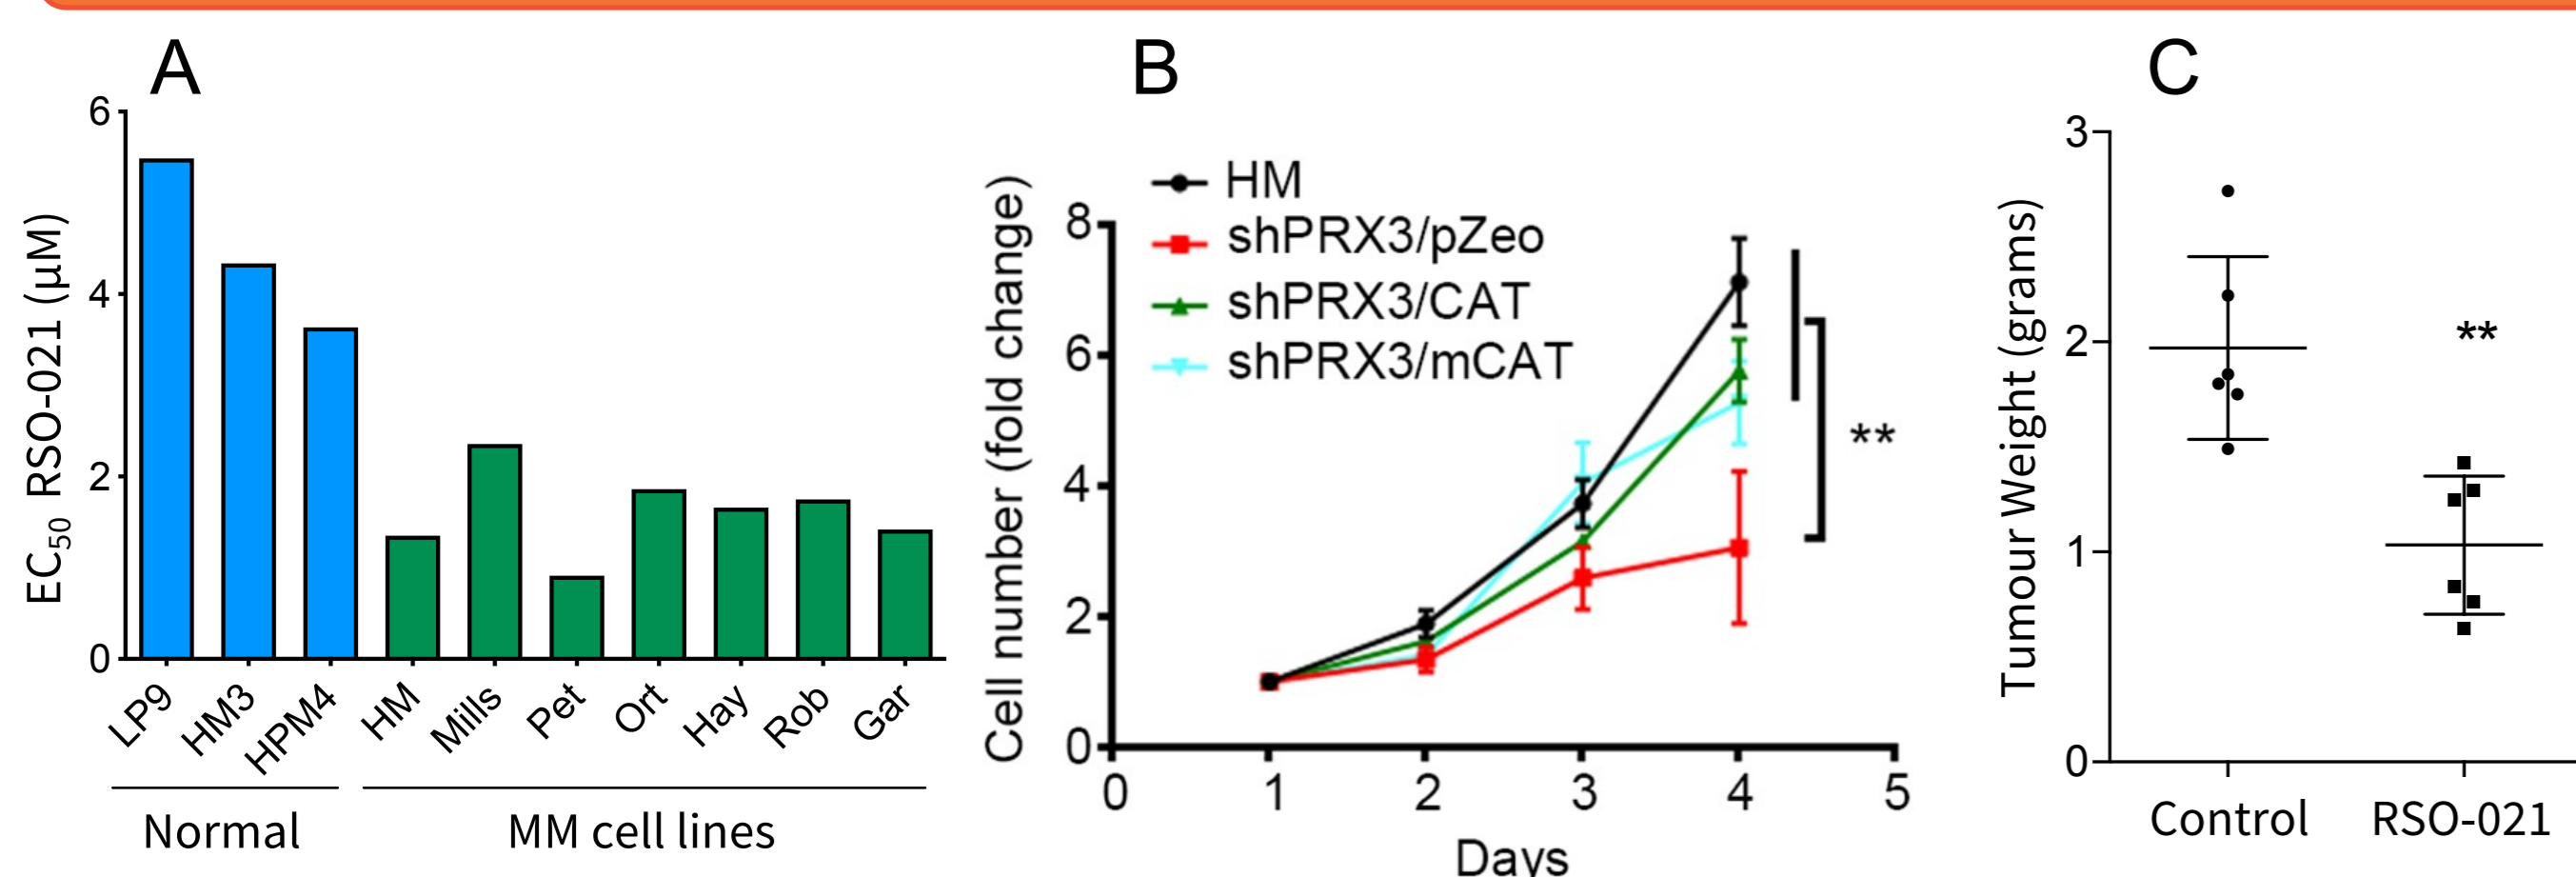 A
EC50 RSO-021 (µM)
6
4
2
0
LP9
HM3
HPM4
HM
Mills
Pet
Ort
Hay
Rob
Gar
Normal
MM cell lines
B
HM
shPRX3/pZeo
shPRX3/CAT
shPRX3/mCAT
Cell number (fold change)
8
6
4
2
0
**
0 1 2 3 4 5
Days
C
Tumour Weight (grams)
3
2
1
0
**
Control
RSO-021